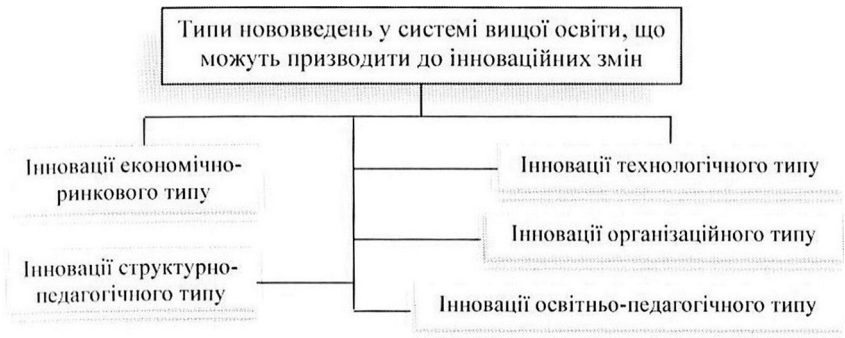 Типи нововведень у системі вищої освіти, що
можуть призводити до інноваційних змін
Інновації економічно-
ринкового типу
Інновації технологічного типу
Інновації організаційного типу
Інновації структурно-
педагогічного типу
Інновації освітньо-педагогічного типу